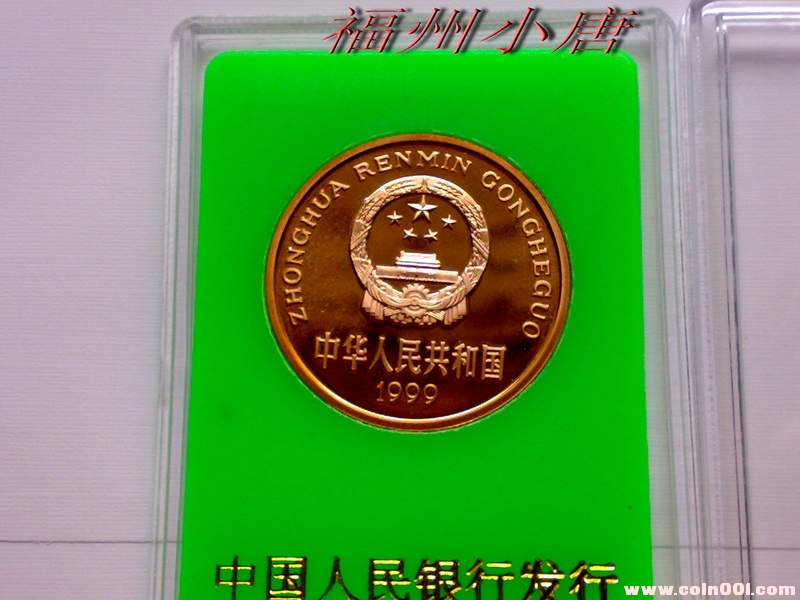 福州小唐
ZHONGHUA RENMIN GONGHEGUO
中华人民共和国
1999
中国人民银行发行
www.coin001.com